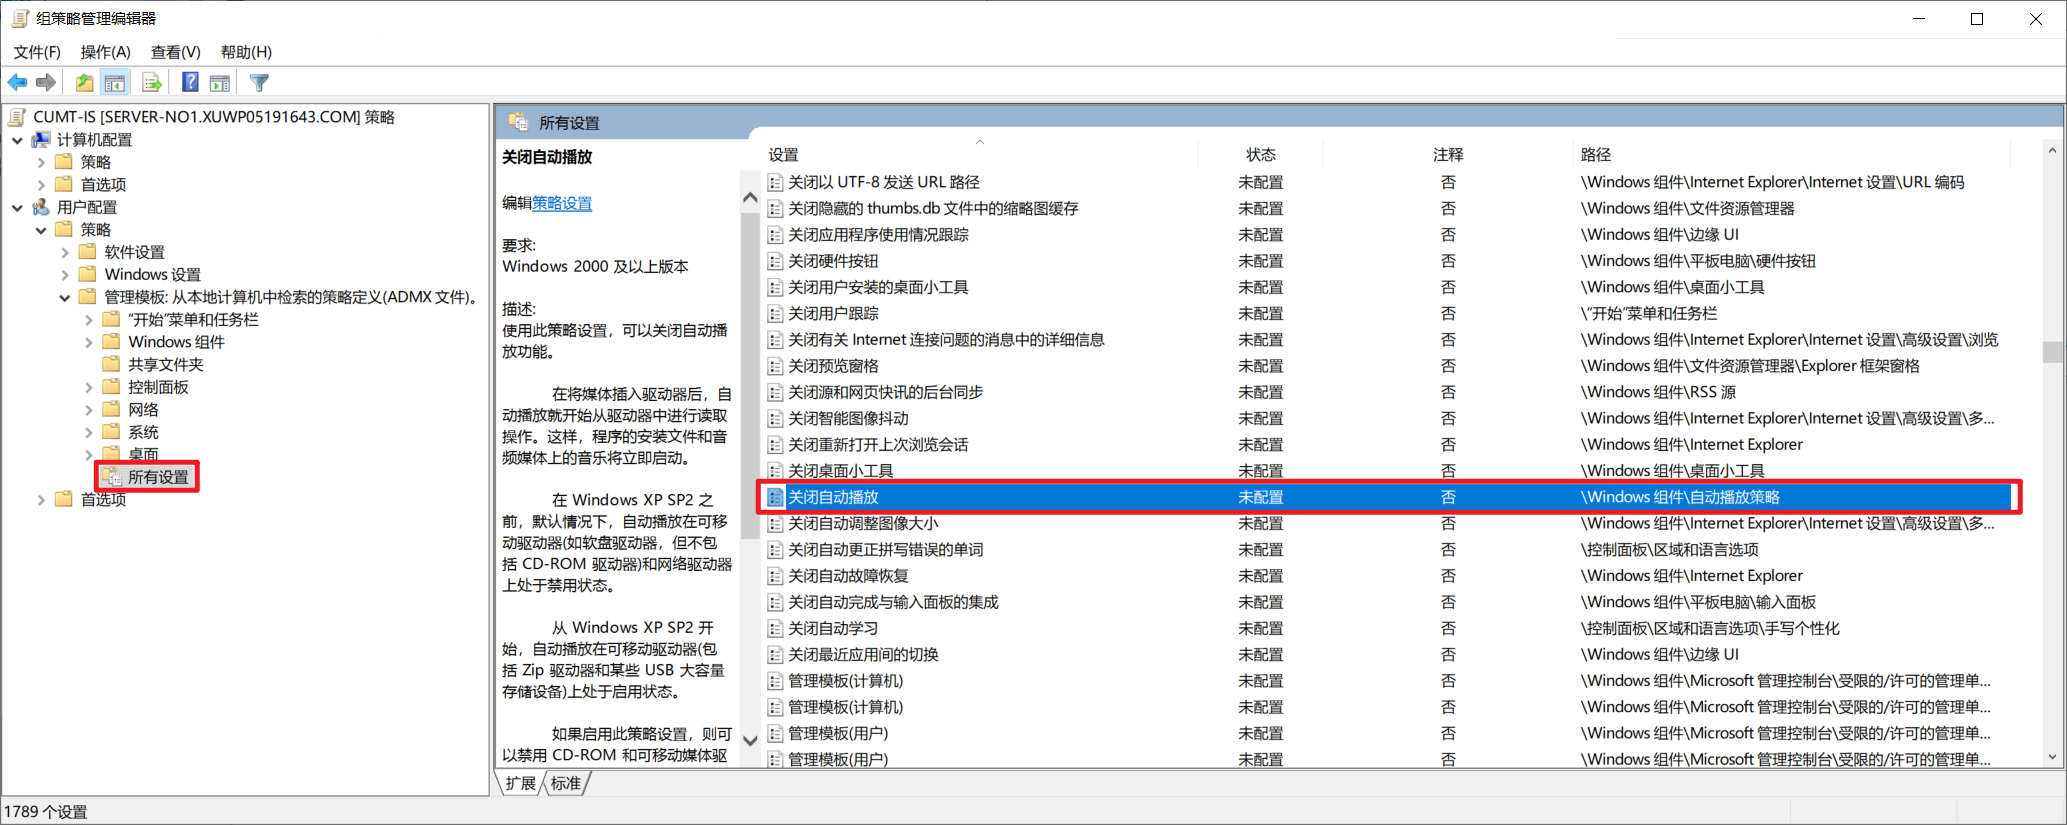 组策略管理编辑器
文件(F) 操作(A) 查看(V) 帮助(H)
CUMT-IS [SERVER-NO1.XUWP05191643.COM] 策略
计算机配置
策略
首选项
用户配置
策略
软件设置
Windows 设置
管理模板: 从本地计算机中检索的策略定义(ADMX 文件)。
“开始”菜单和任务栏
Windows 组件
共享文件夹
控制面板
网络
系统
桌面
所有设置
首选项
所有设置
关闭自动播放
编辑策略设置
要求:
Windows 2000 及以上版本
描述:
使用此策略设置，可以关闭自动播
放功能。
在将媒体插入驱动器后，自
动播放就开始从驱动器中进行读取
操作。这样，程序的安装文件和音
频媒体上的音乐将立即启动。
在 Windows XP SP2 之
前，默认情况下，自动播放在可移
动驱动器(如软盘驱动器，但不包
括 CD-ROM 驱动器)和网络驱动器
上处于禁用状态。
从 Windows XP SP2 开
始，自动播放在可移动驱动器(包
括 Zip 驱动器和某些 USB 大容量
存储设备)上处于启用状态。
如果启用此策略设置，则可
以禁用 CD-ROM 和可移动媒体驱
设置 状态 注释 路径
关闭以 UTF-8 发送 URL 路径 未配置 否 \Windows 组件\Internet Explorer\Internet 设置\URL 编码
关闭隐藏的 thumbs.db 文件中的缩略图缓存 未配置 否 \Windows 组件\文件资源管理器
关闭应用程序使用情况跟踪 未配置 否 \Windows 组件\边缘 UI
关闭硬件按钮 未配置 否 \Windows 组件\平板电脑\硬件按钮
关闭用户安装的桌面小工具 未配置 否 \Windows 组件\桌面小工具
关闭用户跟踪 未配置 否 \“开始”菜单和任务栏
关闭有关 Internet 连接问题的消息中的详细信息 未配置 否 \Windows 组件\Internet Explorer\Internet 设置\高级设置\浏览
关闭预览窗格 未配置 否 \Windows 组件\文件资源管理器\Explorer 框架窗格
关闭源和网页快讯的后台同步 未配置 否 \Windows 组件\RSS 源
关闭智能图像抖动 未配置 否 \Windows 组件\Internet Explorer\Internet 设置\高级设置\多...
关闭重新打开上次浏览会话 未配置 否 \Windows 组件\Internet Explorer
关闭桌面小工具 未配置 否 \Windows 组件\桌面小工具
关闭自动播放 未配置 否 \Windows 组件\自动播放策略
关闭自动调整图像大小 未配置 否 \Windows 组件\Internet Explorer\Internet 设置\高级设置\多...
关闭自动更正拼写错误的单词 未配置 否 \控制面板\区域和语言选项
关闭自动故障恢复 未配置 否 \Windows 组件\Internet Explorer
关闭自动完成与输入面板的集成 未配置 否 \Windows 组件\平板电脑\输入面板
关闭自动学习 未配置 否 \控制面板\区域和语言选项\手写个性化
关闭最近应用间的切换 未配置 否 \Windows 组件\边缘 UI
管理模板(计算机) 未配置 否 \Windows 组件\Microsoft 管理控制台\受限的/许可的管理单...
管理模板(计算机) 未配置 否 \Windows 组件\Microsoft 管理控制台\受限的/许可的管理单...
管理模板(用户) 未配置 否 \Windows 组件\Microsoft 管理控制台\受限的/许可的管理单...
管理模板(用户) 未配置 否 \Windows 组件\Microsoft 管理控制台\受限的/许可的管理单...
扩展 标准
1789 个设置